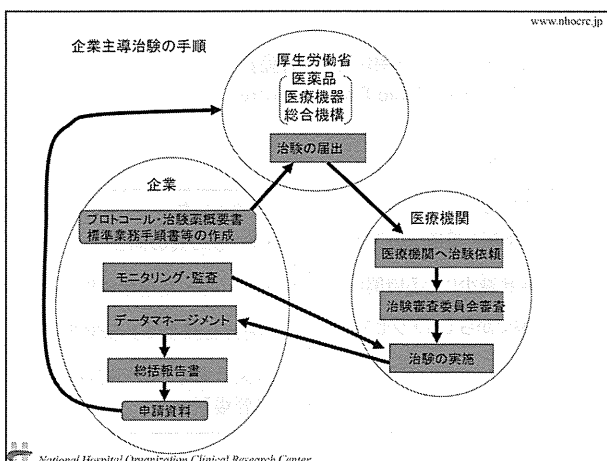 www.nhocrc.jp
企業主導治験の手順
厚生労働省
医薬品
医療機器
総合機構
治験の届出
企業
プロトコール・治験薬概要書
標準業務手順書等の作成
モニタリング・監査
データマネージメント
総括報告書
申請資料
医療機関
医療機関へ治験依頼
治験審査委員会審査
治験の実施
National Hospital Organization Clinical Research Center